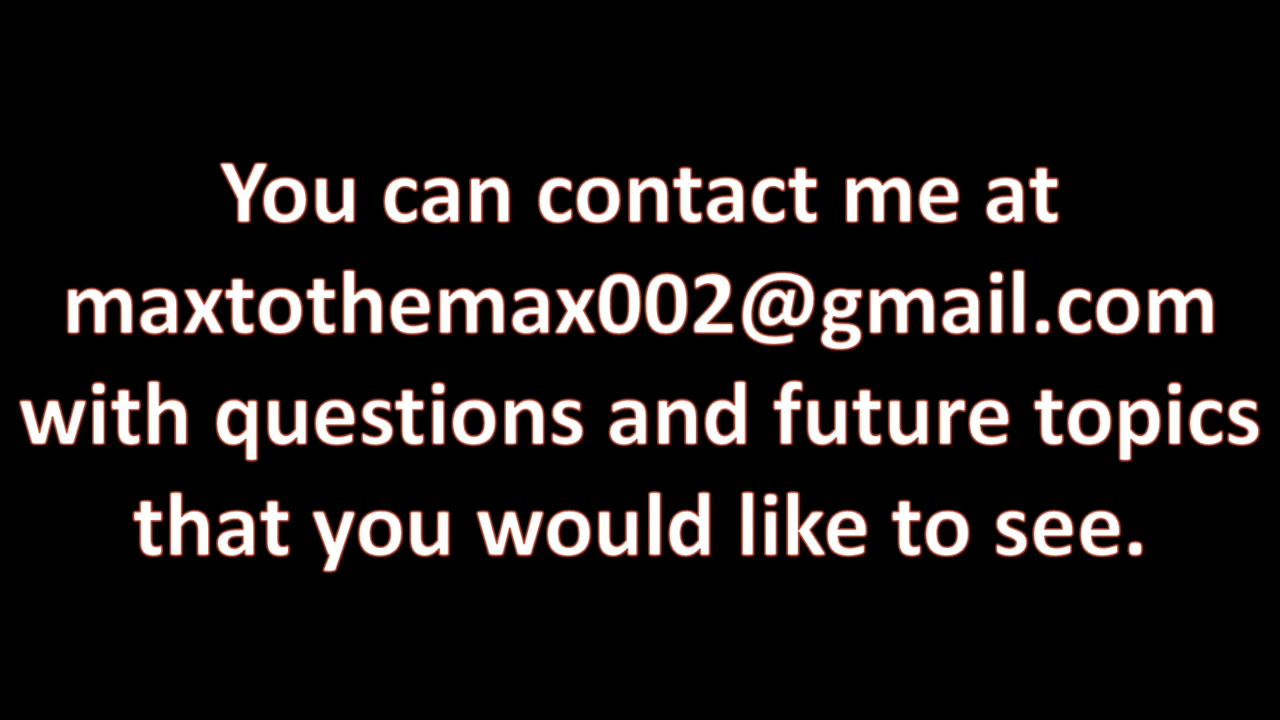 You can contact me at
maxtothemax002@gmail.com
with questions and future topics
that you would like to see.